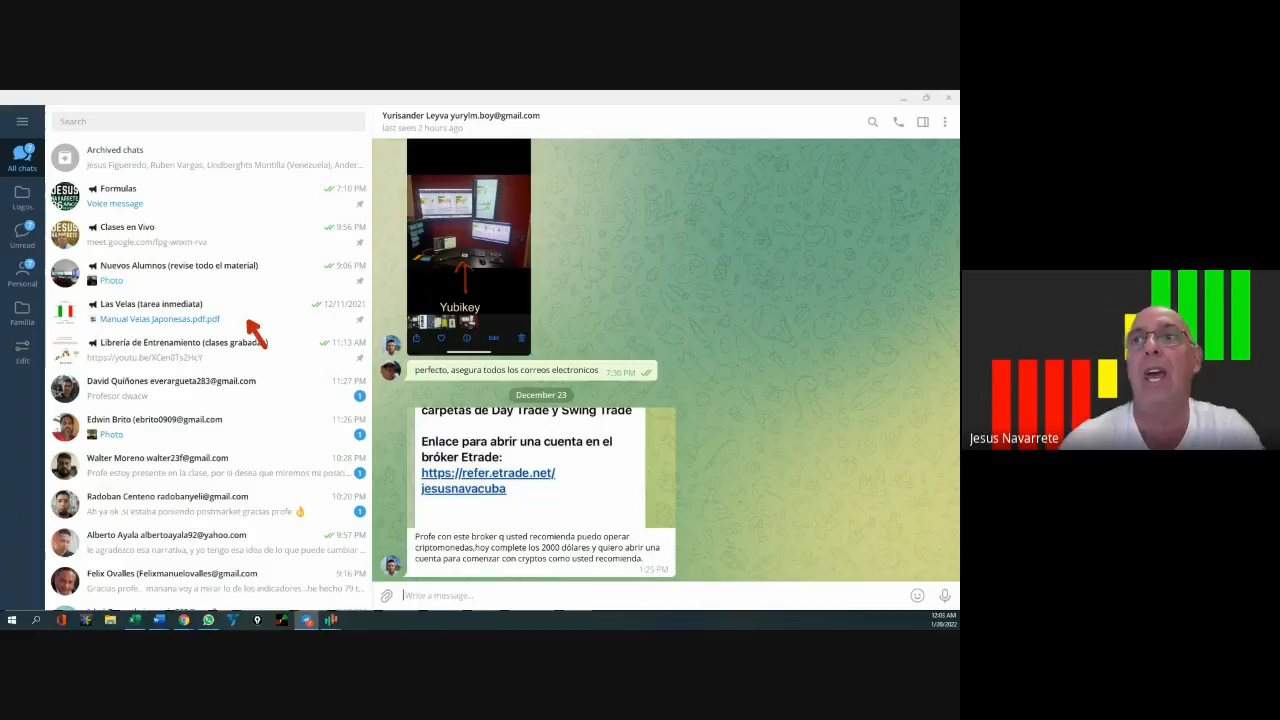 Yurisander Leyva yurylm.boy@gmail.com
last seen 2 hours ago
Search
All chats
7
Logos
Unread
7
Personal
7
Familia
Edit
Archived chats
Jesus Figueredo, Ruben Vargas, Lindberghts Montilla (Venezuela), Ander...
Formulas
7:10 PM
Voice message
Clases en Vivo
9:56 PM
meet.google.com/fpg-wnxm-rva
Nuevos Alumnos (revise todo el material)
9:06 PM
Photo
Las Velas (tarea inmediata)
12/11/2021
Manual Velas Japonesas.pdf.pdf
Librería de Entrenamiento (clases grabadas)
11:13 AM
https://youtu.be/XCen0Ts2HcY
David Quiñones everargueta283@gmail.com
11:27 PM
Profesor dwacw
1
Edwin Brito (ebrito0909@gmail.com
11:26 PM
Photo
1
Walter Moreno walter23f@gmail.com
10:28 PM
Profe estoy presente en la clase, por si desea que miremos mi posici...
1
Radoban Centeno radobanyeli@gmail.com
10:20 PM
Ah ya ok .si estaba poniendo postmarket gracias profe 👌
1
Alberto Ayala albertoayala92@yahoo.com
9:57 PM
le agradezco esa narrativa, y yo tengo esa idea de lo que puede cambiar ...
Felix Ovalles (Felixmanuelovalles@gmail.com
9:16 PM
Gracias profe.. manana voy a mirar lo de los indicadores...he hecho 79 t...
Yubikey
Edit
perfecto, asegura todos los correos electronicos
7:30 PM
December 23
carpetas de Day Trade y Swing Trade
Enlace para abrir una cuenta en el
bróker Etrade:
https://refer.etrade.net/
jesusnavacuba
Profe con este broker q usted recomienda puedo operar
criptomonedas,hoy complete los 2000 dólares y quiero abrir una
cuenta para comenzar con cryptos como usted recomienda.
1:25 PM
Write a message...
12:03 AM
1/20/2022
Jesus Navarrete